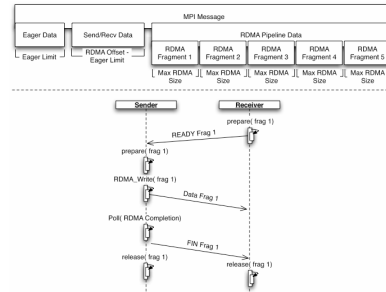 MPI Message
Eager Data
Send/Recv Data
RDMA Pipeline Data
RDMA Fragment 1
RDMA Fragment 2
RDMA Fragment 3
RDMA Fragment 4
RDMA Fragment 5
Eager Limit
RDMA Offset - Eager Limit
Max RDMA Size
Max RDMA Size
Max RDMA Size
Max RDMA Size
Max RDMA Size
Sender
Receiver
prepare( frag 1)
READY Frag 1
prepare( frag 1)
RDMA_Write( frag 1)
Data Frag 1
Poll( RDMA Completion)
FIN Frag 1
release( frag 1)
release( frag 1)